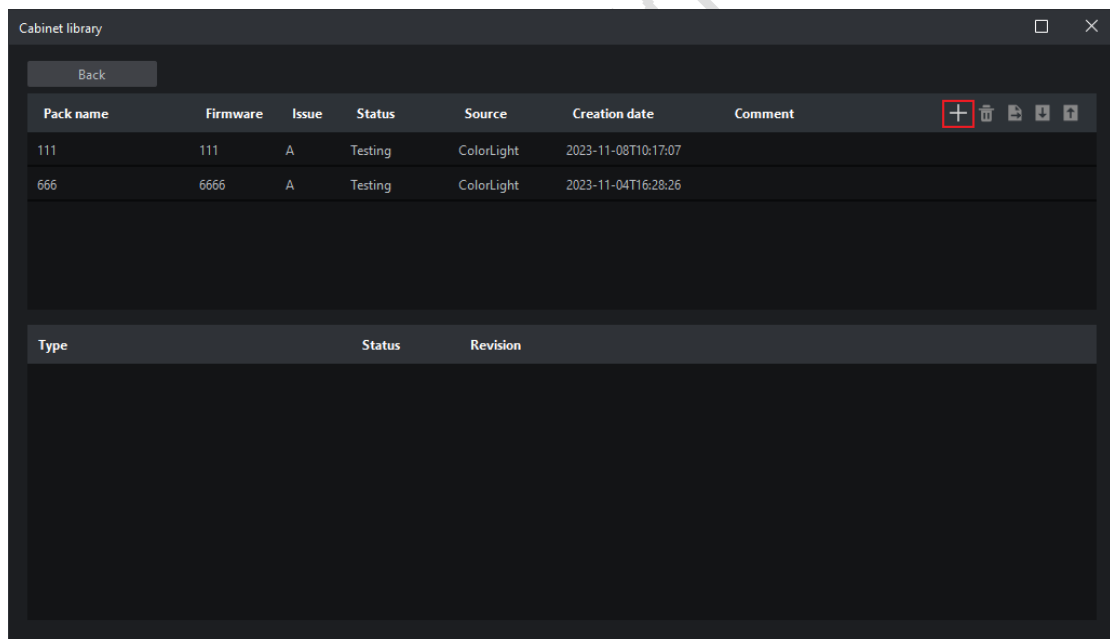 Cabinet library
Back
Pack name Firmware Issue Status Source Creation date Comment
111 111 A Testing ColorLight 2023-11-08T10:17:07
666 6666 A Testing ColorLight 2023-11-04T16:28:26
Type Status Revision